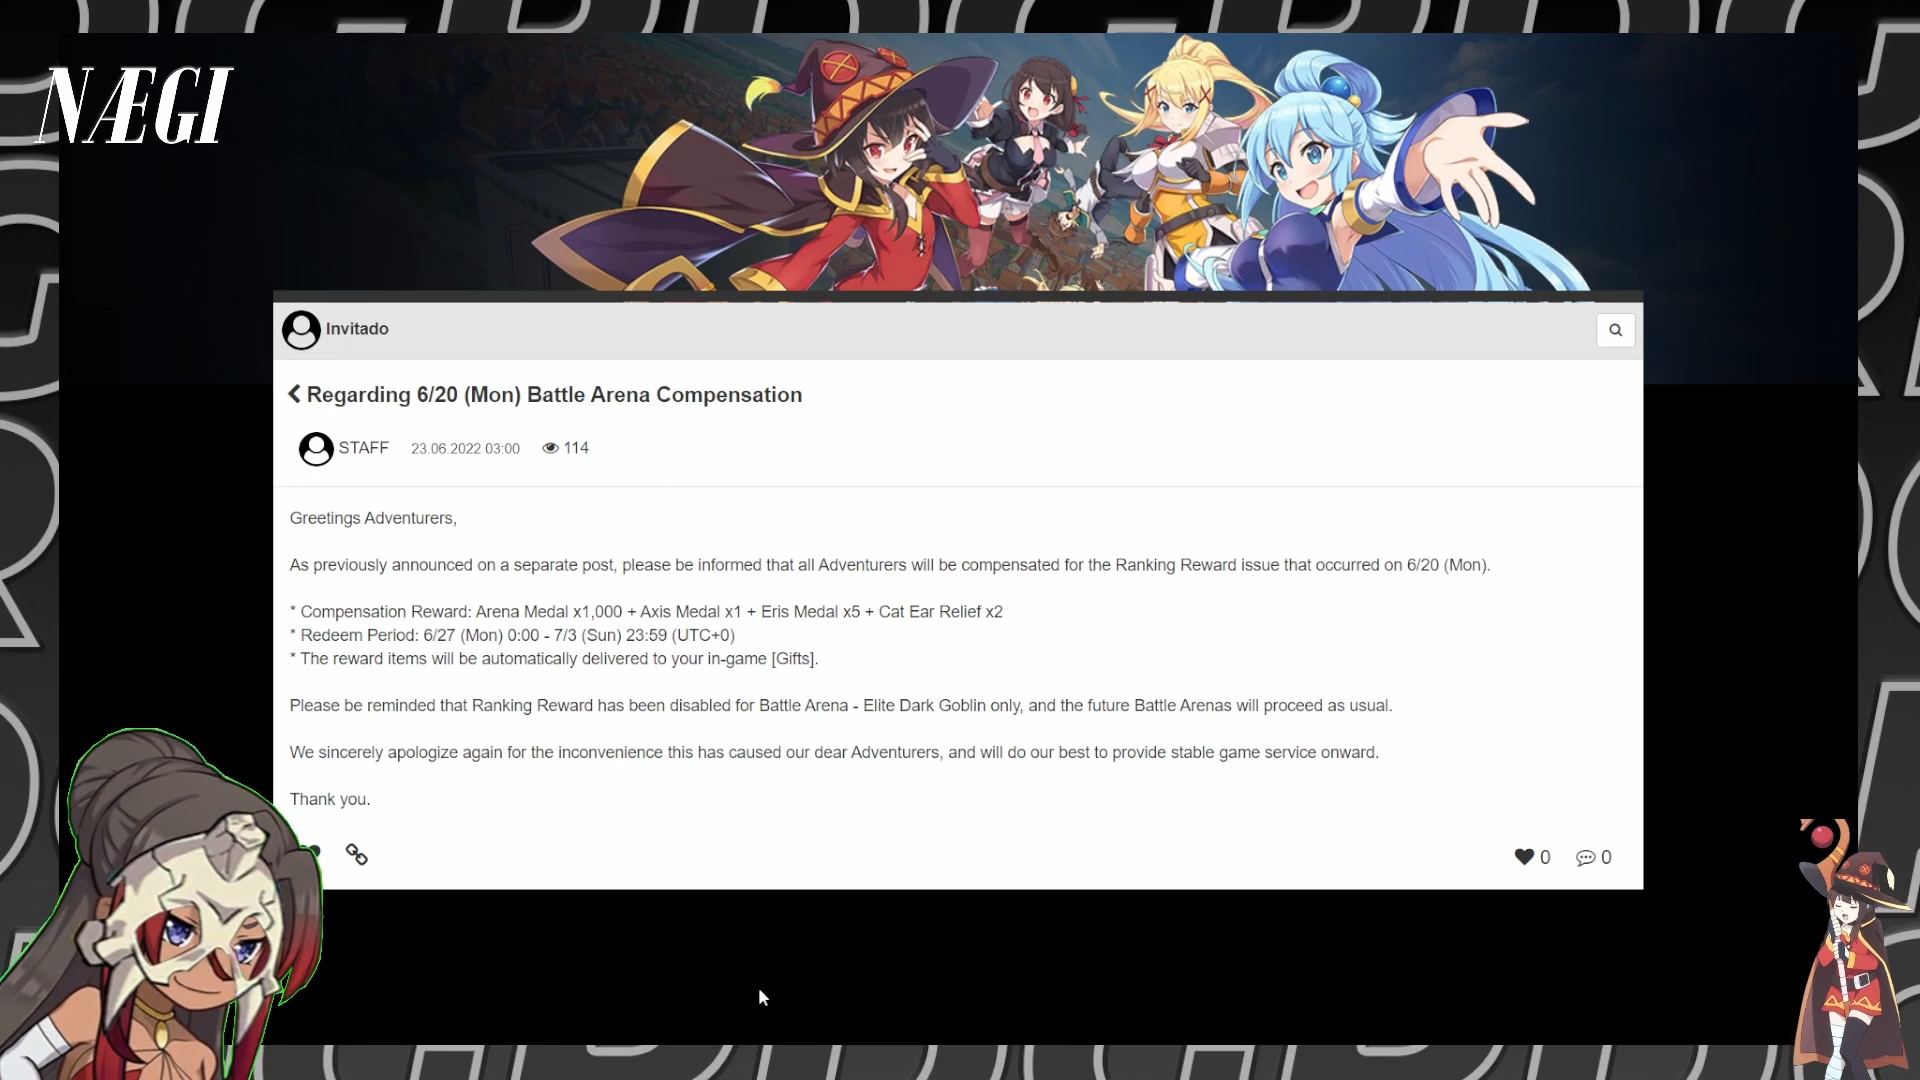 NÆGI
Invitado
Regarding 6/20 (Mon) Battle Arena Compensation
STAFF 23.06.2022 03:00 114
Greetings Adventurers,
As previously announced on a separate post, please be informed that all Adventurers will be compensated for the Ranking Reward issue that occurred on 6/20 (Mon).
* Compensation Reward: Arena Medal x1,000 + Axis Medal x1 + Eris Medal x5 + Cat Ear Relief x2
* Redeem Period: 6/27 (Mon) 0:00 - 7/3 (Sun) 23:59 (UTC+0)
* The reward items will be automatically delivered to your in-game [Gifts].
Please be reminded that Ranking Reward has been disabled for Battle Arena - Elite Dark Goblin only, and the future Battle Arenas will proceed as usual.
We sincerely apologize again for the inconvenience this has caused our dear Adventurers, and will do our best to provide stable game service onward.
Thank you.
0 0